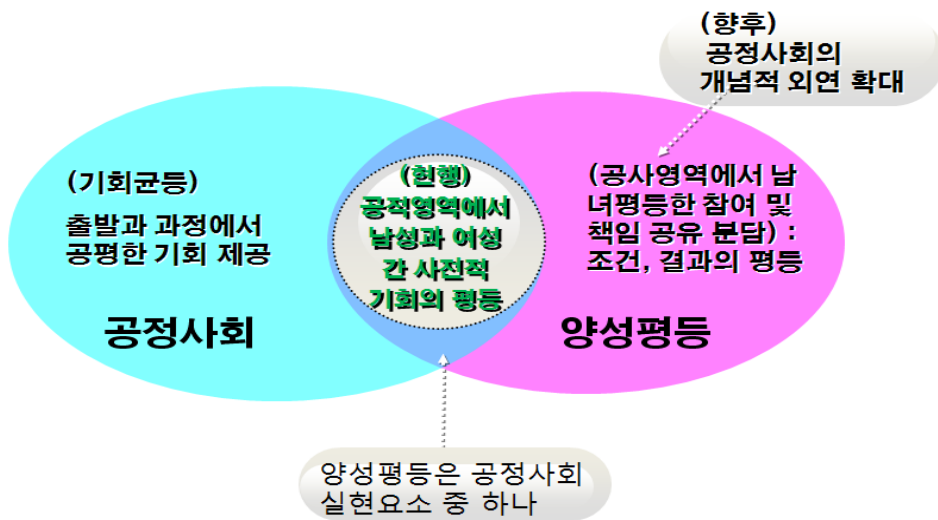 (향후)
공정사회의
개념적 외연 확대
(기회균등)
출발과 과정에서
공평한 기회 제공
공정사회
(현행)
공적영역에서
남성과 여성
간 사전적
기회의 평등
(공사영역에서 남
녀평등한 참여 및
책임 공유 분담) :
조건, 결과의 평등
양성평등
양성평등은 공정사회
실현요소 중 하나